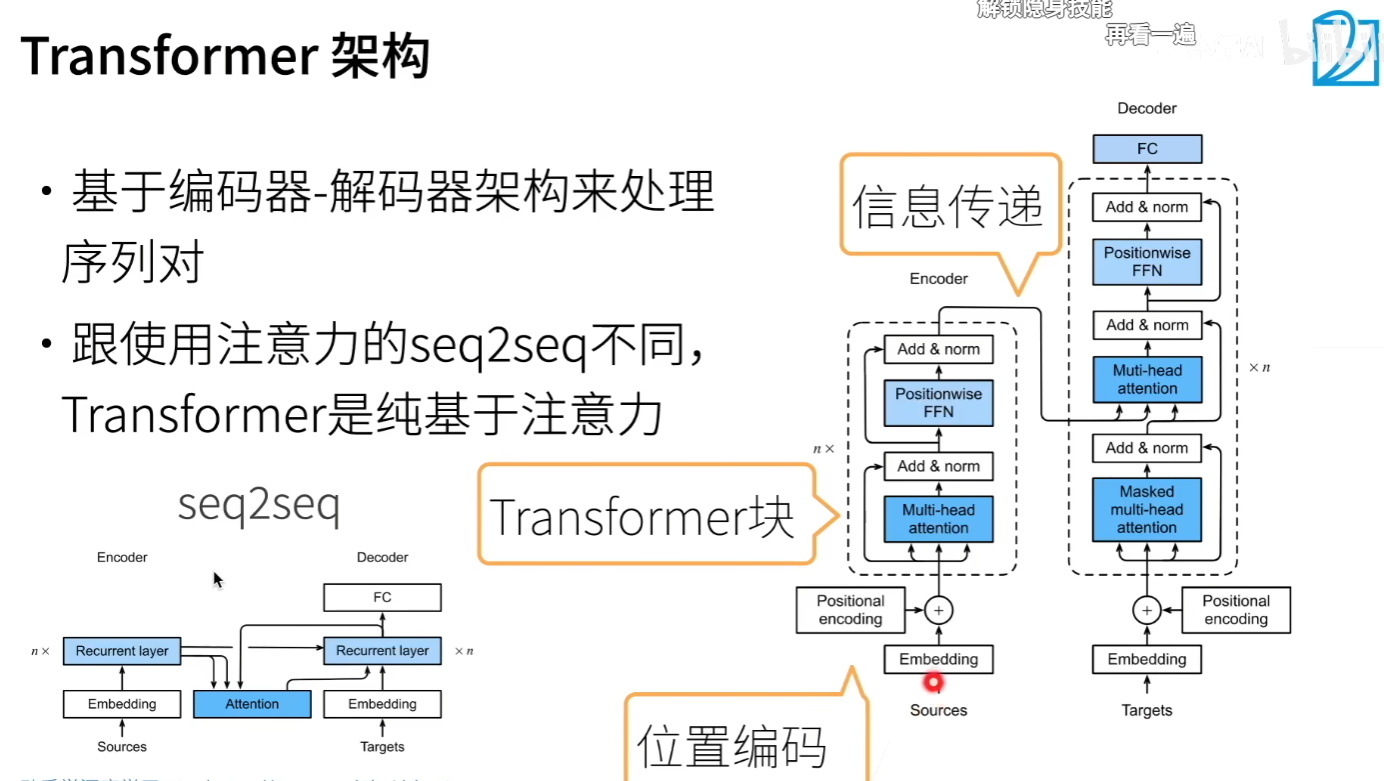 解锁隐身技能
再看一遍
bilibili
Transformer 架构
• 基于编码器-解码器架构来处理
序列对
• 跟使用注意力的seq2seq不同，
Transformer是纯基于注意力
seq2seq
Encoder
Decoder
FC
n ×
Recurrent layer
Recurrent layer
× n
Embedding
Attention
Embedding
Sources
Targets
Transformer块
信息传递
位置编码
Encoder
Add & norm
Positionwise
FFN
n ×
Add & norm
Muti-head
attention
Positional
encoding
+
Embedding
Sources
Decoder
FC
Add & norm
Positionwise
FFN
Add & norm
Muti-head
attention
× n
Add & norm
Masked
multi-head
attention
+
Positional
encoding
Embedding
Targets